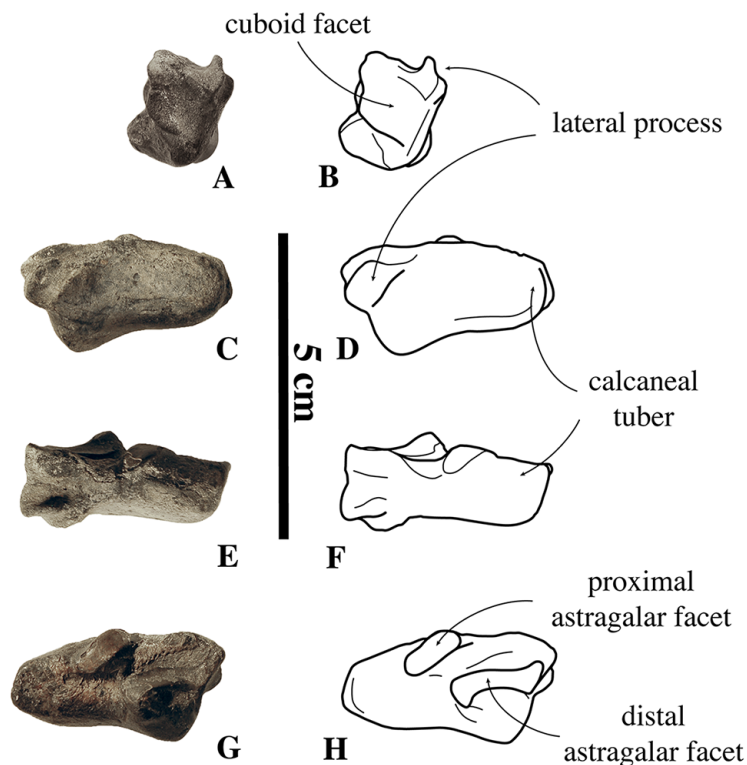 cuboid facet
lateral process
A
B
C
D
5 cm
calcaneal
tuber
E
F
proximal
astragalar facet
G
H
distal
astragalar facet